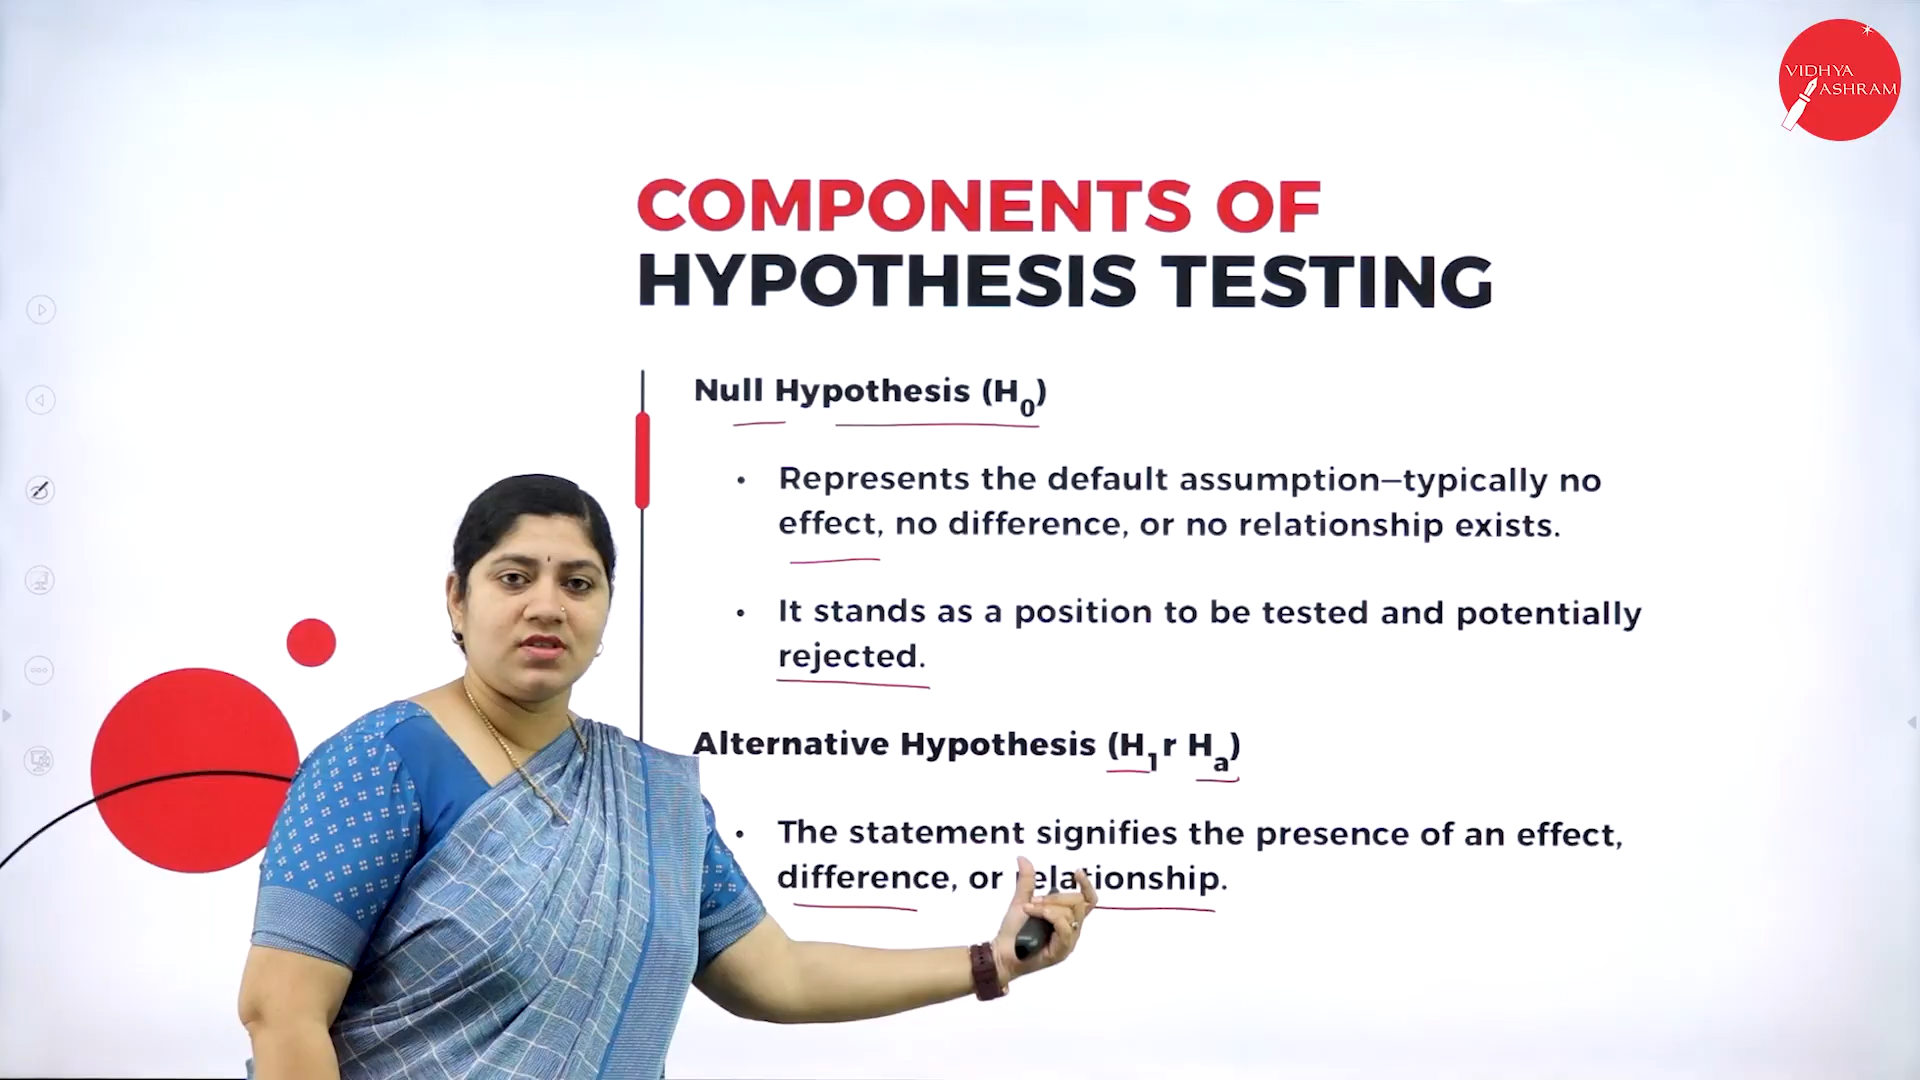 VIDHYA
ASHRAM
COMPONENTS OF
HYPOTHESIS TESTING
Null Hypothesis (H₀)
• Represents the default assumption—typically no
effect, no difference, or no relationship exists.
• It stands as a position to be tested and potentially
rejected.
Alternative Hypothesis (H₁r Hₐ)
• The statement signifies the presence of an effect,
difference, or relationship.